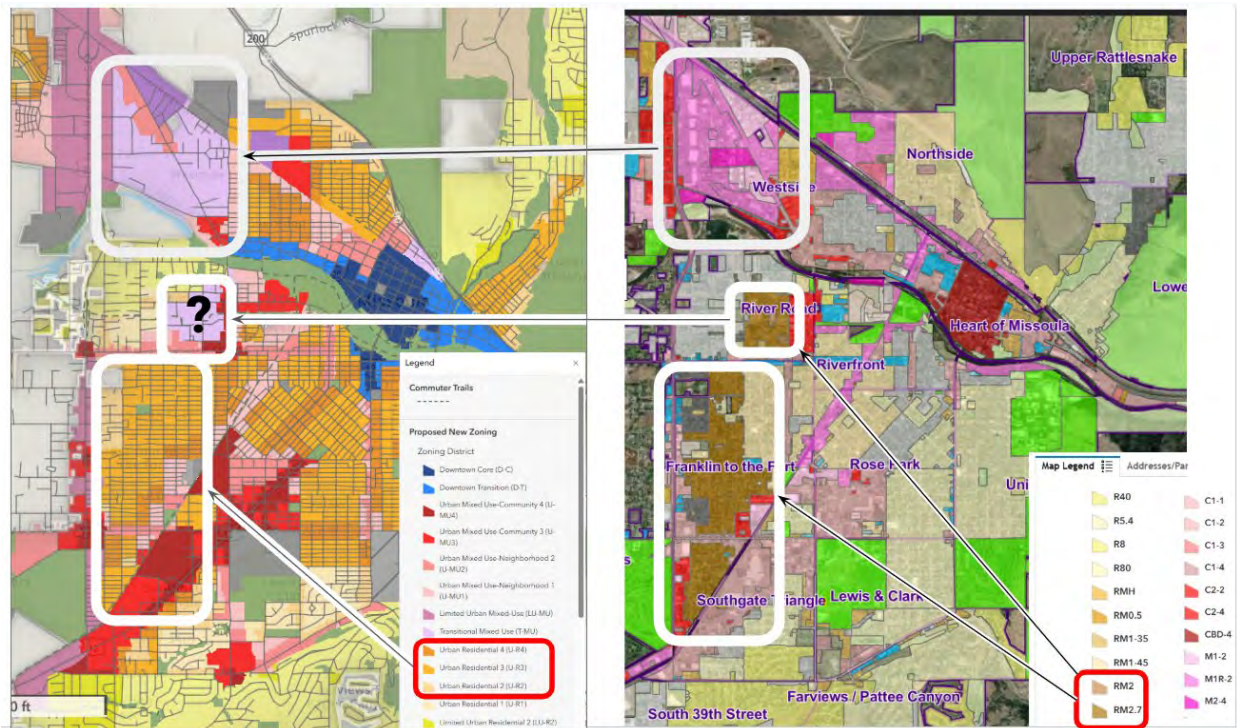 200
Spurlock
?
Legend
Commuter Trails
Proposed New Zoning
Zoning District
Downtown Core (D-C)
Downtown Transition (D-T)
Urban Mixed Use-Community 4 (U-
MU4)
Urban Mixed Use-Community 3 (U-
MU3)
Urban Mixed Use-Neighborhood 2
(U-MU2)
Urban Mixed Use-Neighborhood 1
(U-MU1)
Limited Urban Mixed-Use (LU-MU)
Transitional Mixed Use (T-MU)
Urban Residential 4 (U-R4)
Urban Residential 3 (U-R3)
Urban Residential 2 (U-R2)
Urban Residential 1 (U-R1)
Limited Urban Residential 2 (LU-R2)
0 ft
Upper Rattlesnake
Northside
Westside
Lowe
River Road
Heart of Missoula
Riverfront
Franklin to the Fort
Rose Park
Uni
s
Southgate Triangle
Lewis & Clark
Farviews / Pattee Canyon
South 39th Street
Map Legend
Addresses/Par
R40
R5.4
R8
R80
RMH
RM0.5
RM1-35
RM1-45
RM2
RM2.7
C1-1
C1-2
C1-3
C1-4
C2-2
C2-4
CBD-4
M1-2
M1R-2
M2-4